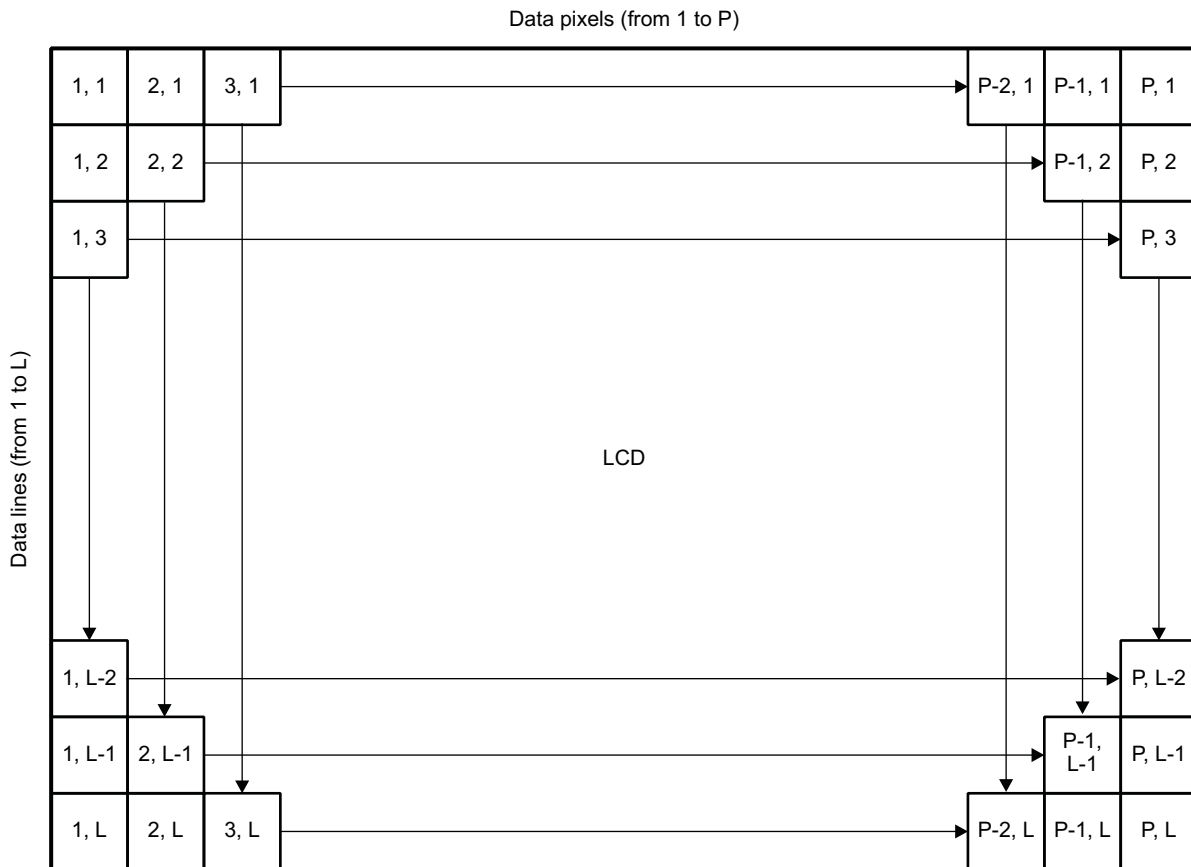 Data pixels (from 1 to P)
1, 1 2, 1 3, 1 P-2, 1 P-1, 1 P, 1
1, 2 2, 2 P-1, 2 P, 2
1, 3 P, 3
Data lines (from 1 to L)
LCD
1, L-2 P, L-2
1, L-1 2, L-1 P-1, L-1 P, L-1
1, L 2, L 3, L P-2, L P-1, L P, L